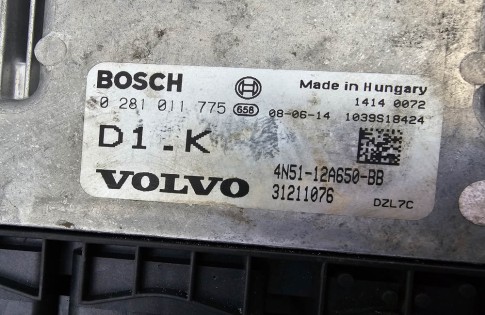 BOSCH
Made in Hungary
0 281 011 775 656 08-06-14
1414 0072
1039S18424
D1.K
VOLVO
4N51-12A650-BB
31211076
DZL7C